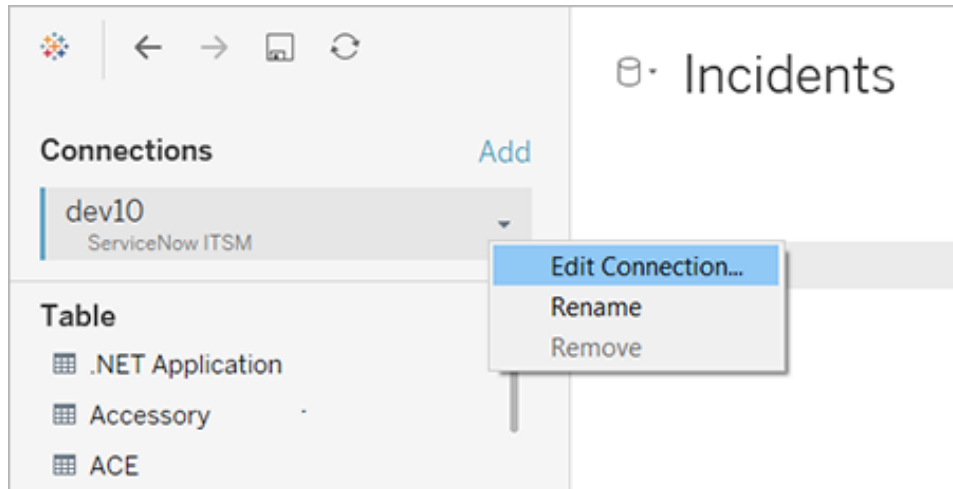 Incidents
Connections
Add
dev10
ServiceNow ITSM
Edit Connection...
Rename
Remove
Table
.NET Application
Accessory
ACE